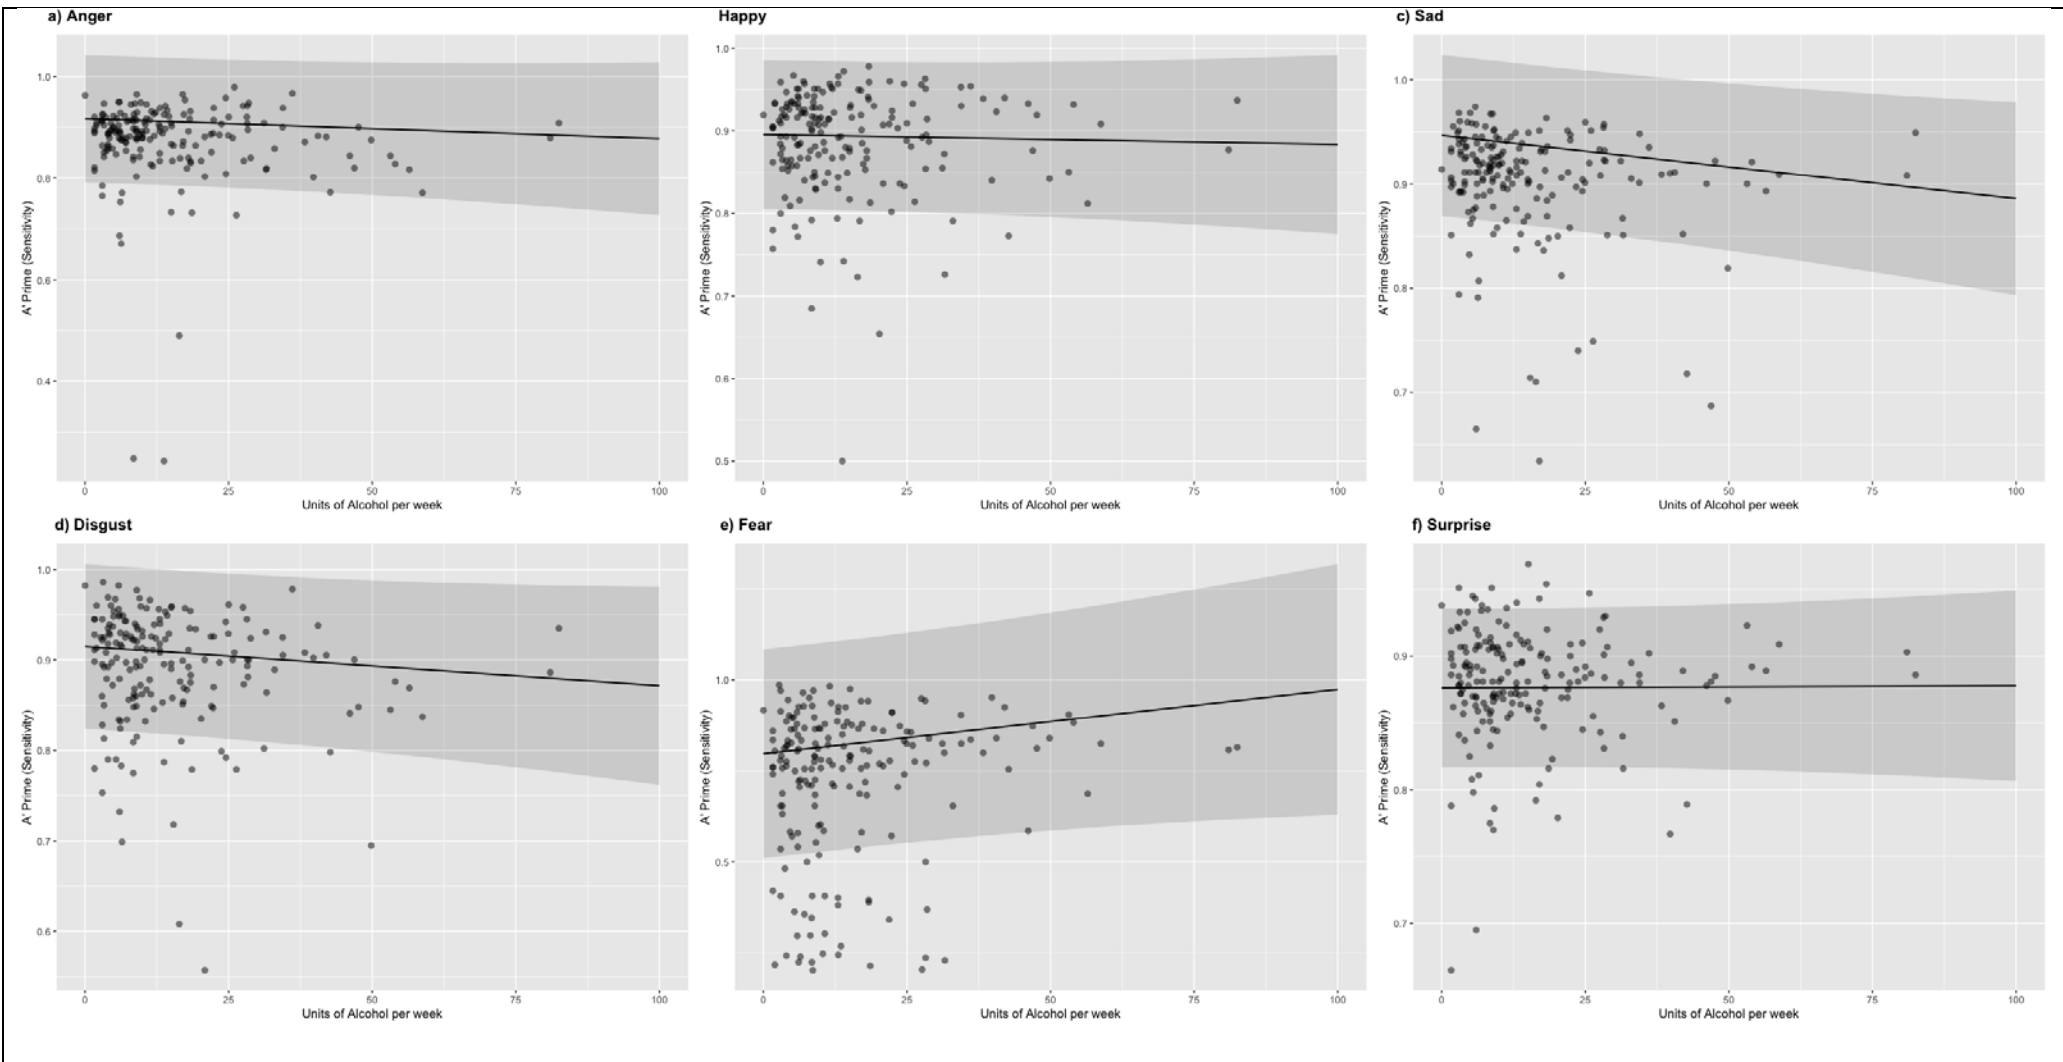 a) Anger
1.0
0.8
0.6
0.4
A' Prime (Sensitivity)
0 25 50 75 100
Units of Alcohol per week
Happy
1.0
0.9
0.8
0.7
0.6
0.5
A' Prime (Sensitivity)
0 25 50 75 100
Units of Alcohol per week
c) Sad
1.0
0.9
0.8
0.7
A' Prime (Sensitivity)
0 25 50 75 100
Units of Alcohol per week
d) Disgust
1.0
0.9
0.8
0.7
0.6
A' Prime (Sensitivity)
0 25 50 75 100
Units of Alcohol per week
e) Fear
1.0
0.5
A' Prime (Sensitivity)
0 25 50 75 100
Units of Alcohol per week
f) Surprise
0.9
0.8
0.7
A' Prime (Sensitivity)
0 25 50 75 100
Units of Alcohol per week